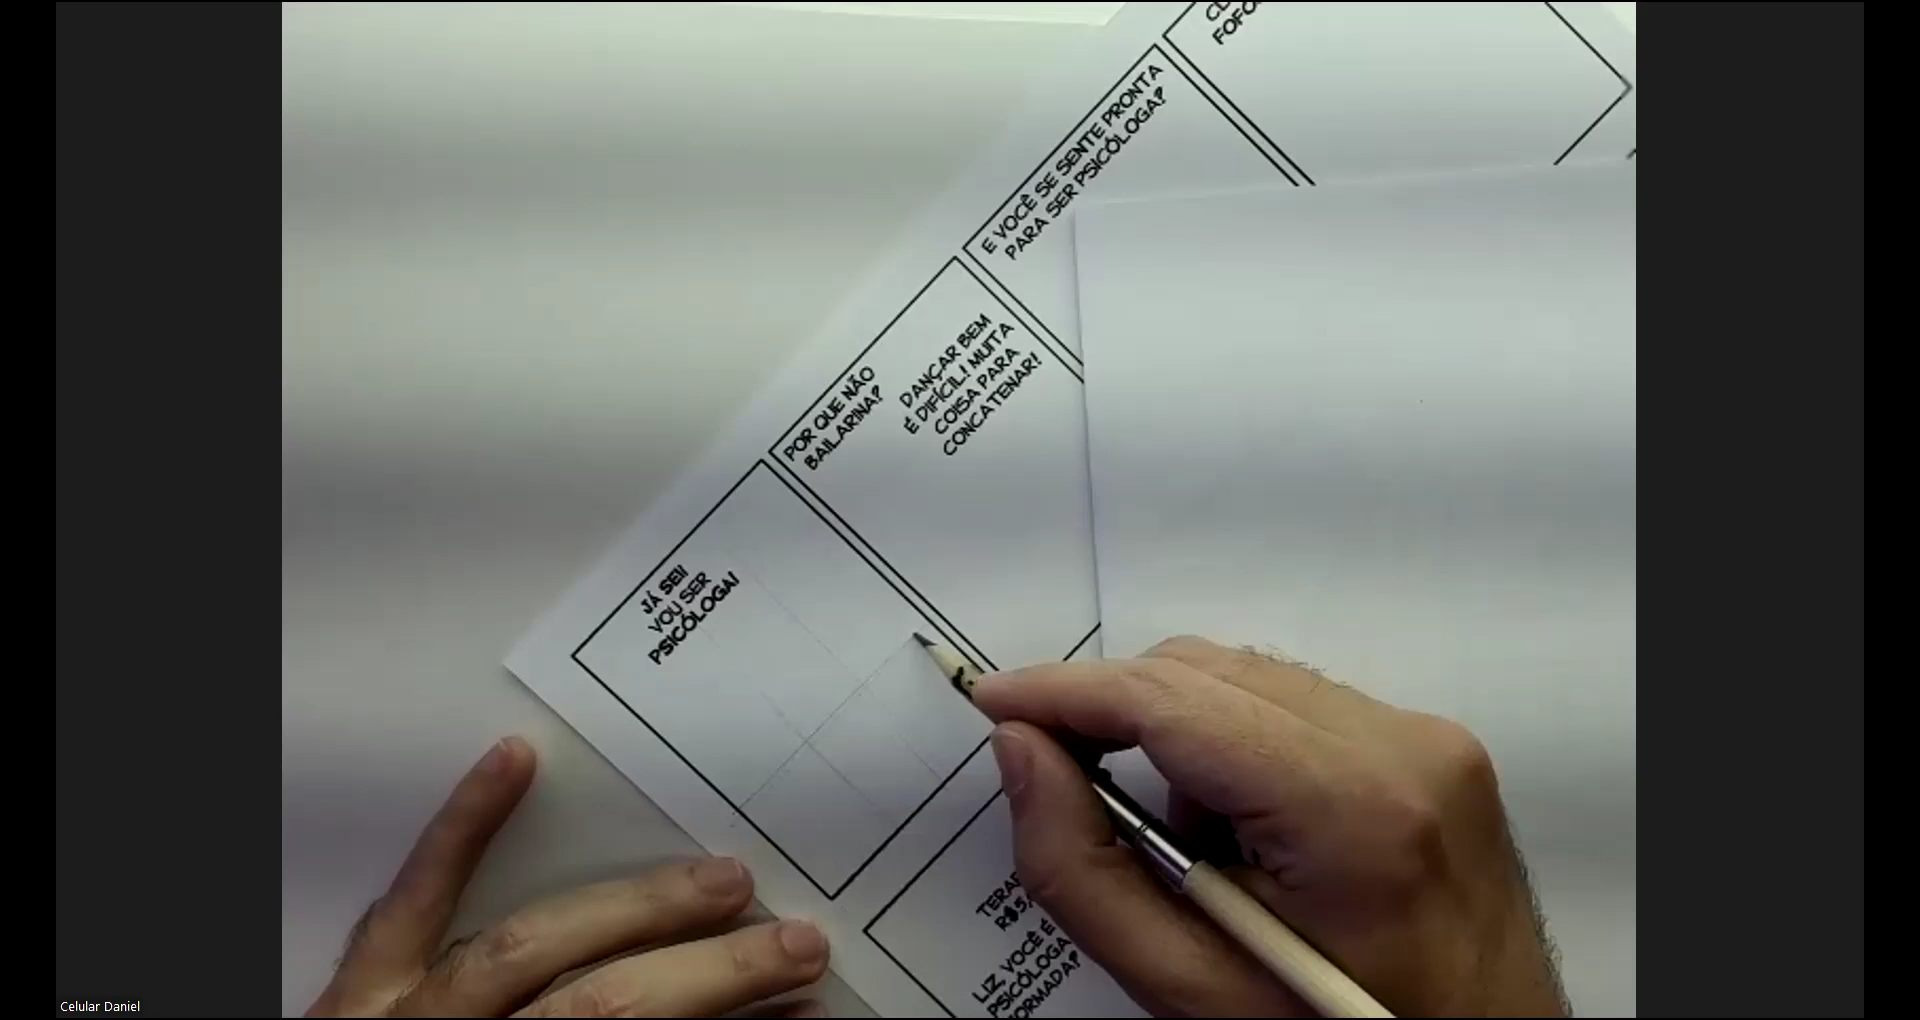 JÁ SEI!
VOU SER
PSICÓLOGA!
POR QUE NÃO
BAILARINA?
DANÇAR BEM
É DIFÍCIL! MUITA
COISA PARA
CONCATENAR!
E VOCÊ SE SENTE PRONTA
PARA SER PSICÓLOGA?
LIZ, VOCÊ É
PSICÓLOGA
Celular Daniel